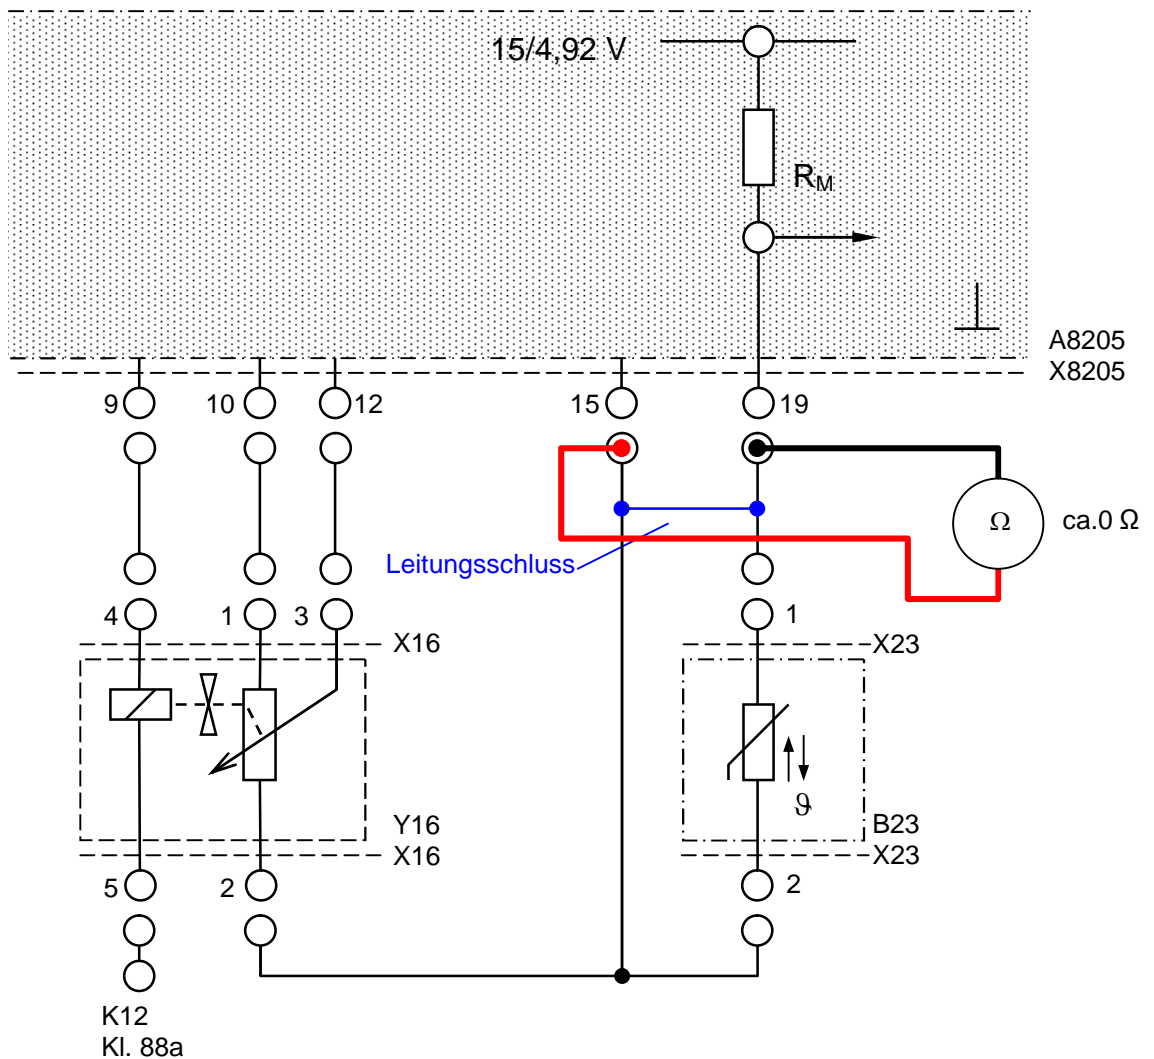 15/4,92 V
RM
A8205
X8205
9
10
12
15
19
Ω
ca.0 Ω
Leitungsschluss
4
1
3
1
X16
X23
ϑ
Y16
B23
X16
X23
5
2
2
K12
Kl. 88a